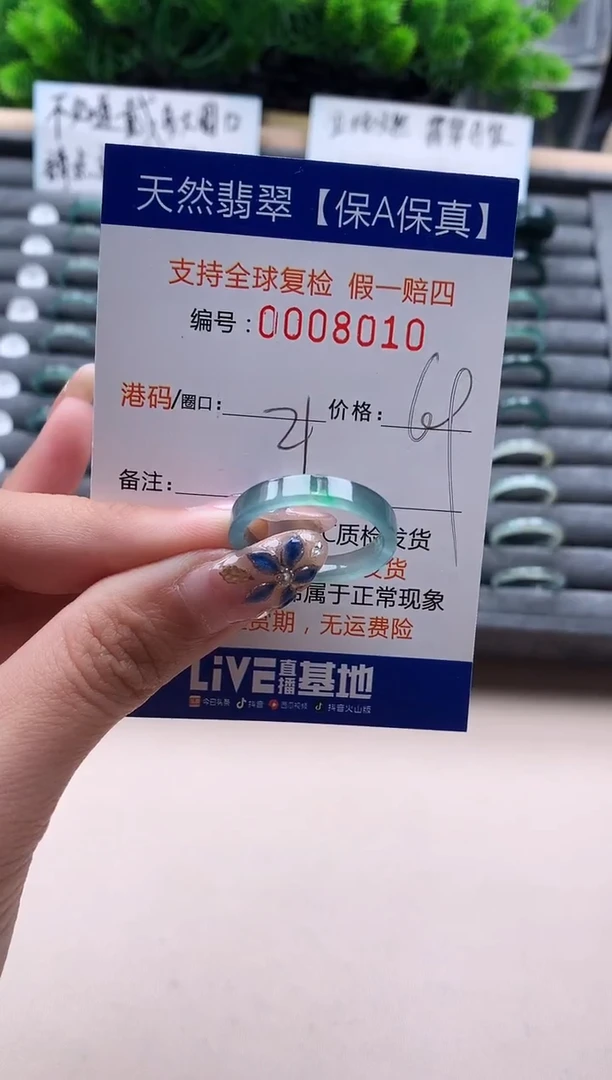 天然翡翠【保A保真】
支持全球复检 假一赔四
编号：0008010
港码/圈口： 21 价格： 69
备注：
C质检发货
发货
属于正常现象
货期，无运费险
LiVE直播基地
今日头条 抖音 西瓜视频 抖音火山版